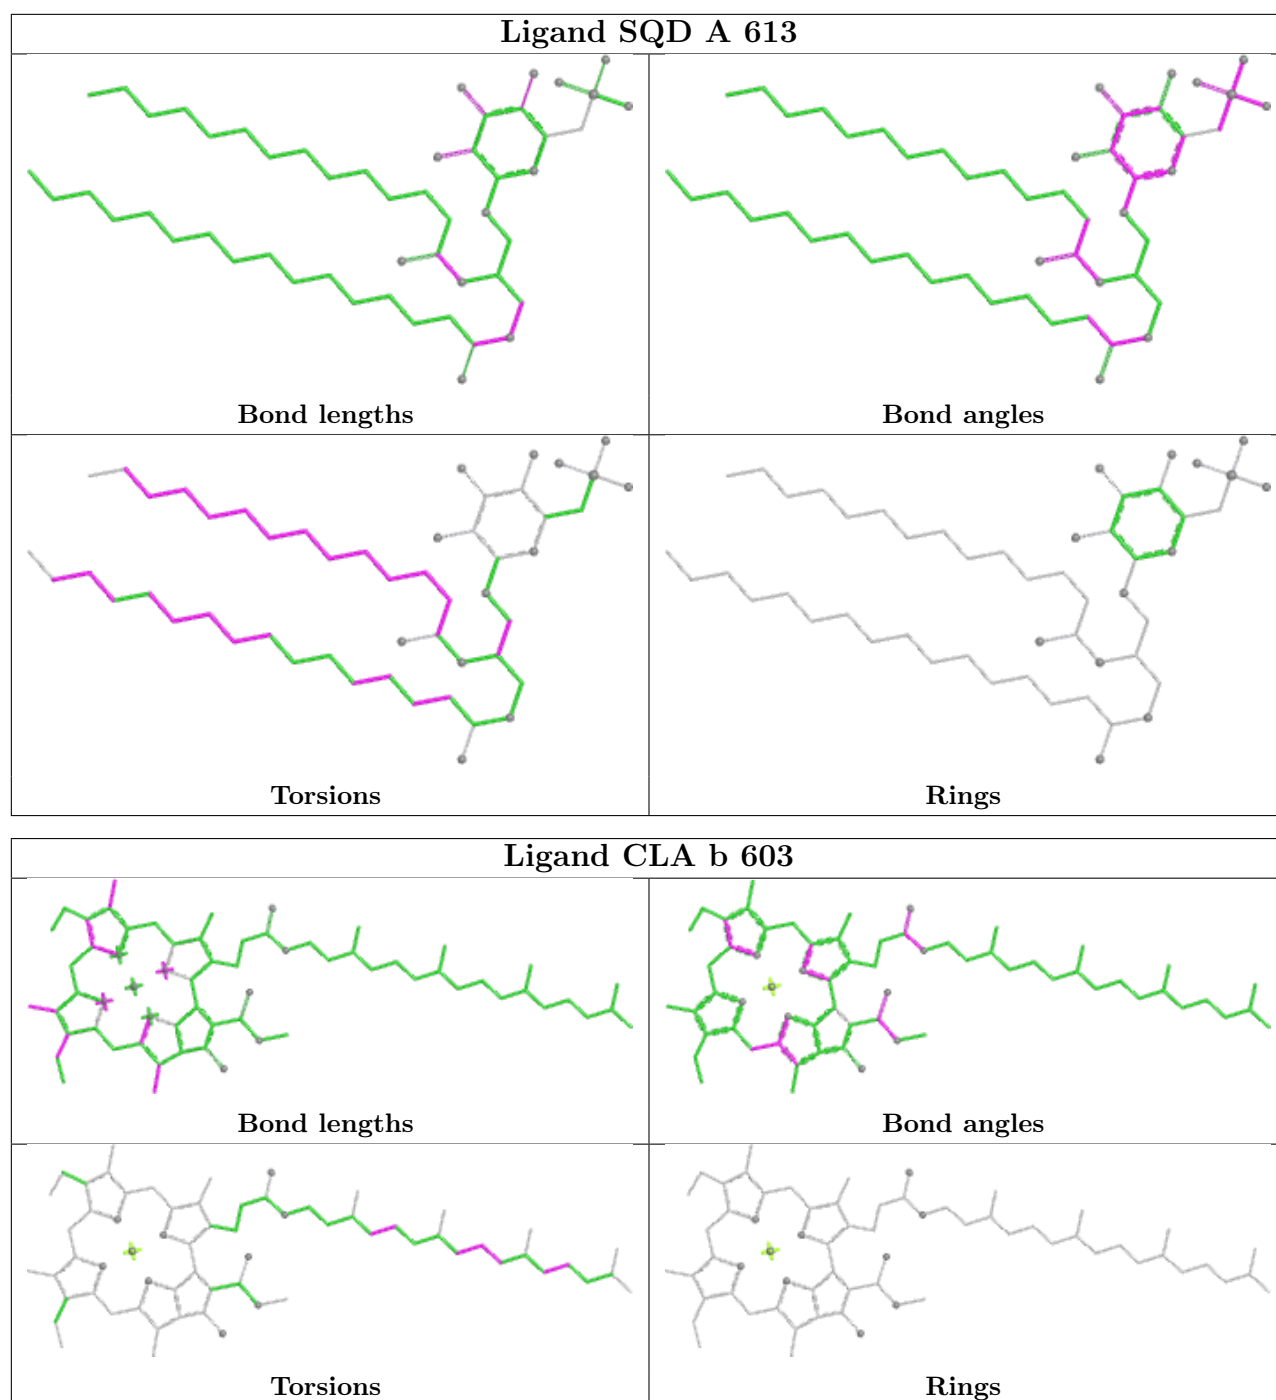 Ligand SQD A 613
Bond lengths
Bond angles
Torsions
Rings
Ligand CLA b 603
Bond lengths
Bond angles
Torsions
Rings